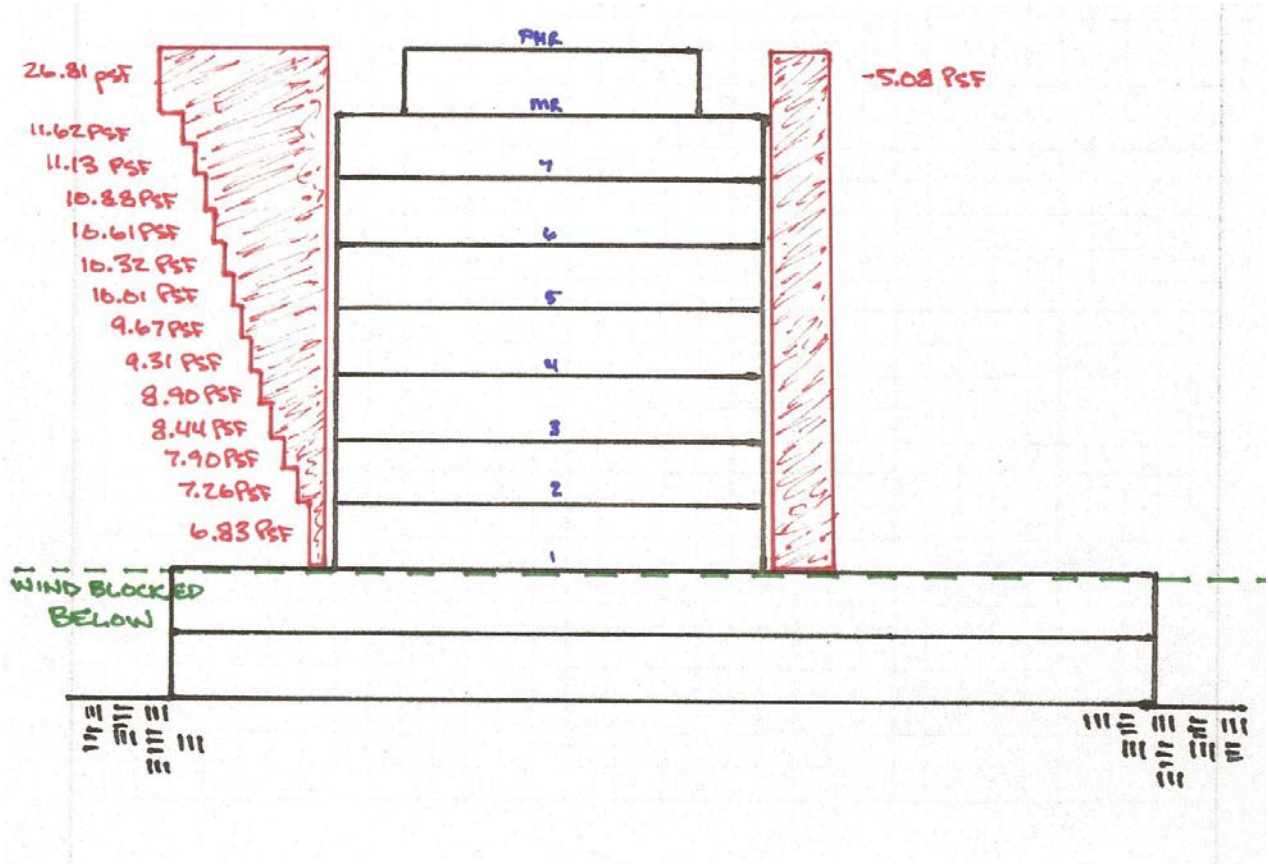 PHR
26.81 PSF
-5.08 PSF
MR
11.62 PSF
11.13 PSF
7
10.88 PSF
10.61 PSF
6
10.32 PSF
10.01 PSF
5
9.67 PSF
9.31 PSF
4
8.90 PSF
8.44 PSF
3
7.90 PSF
7.26 PSF
2
6.83 PSF
1
WIND BLOCKED
BELOW